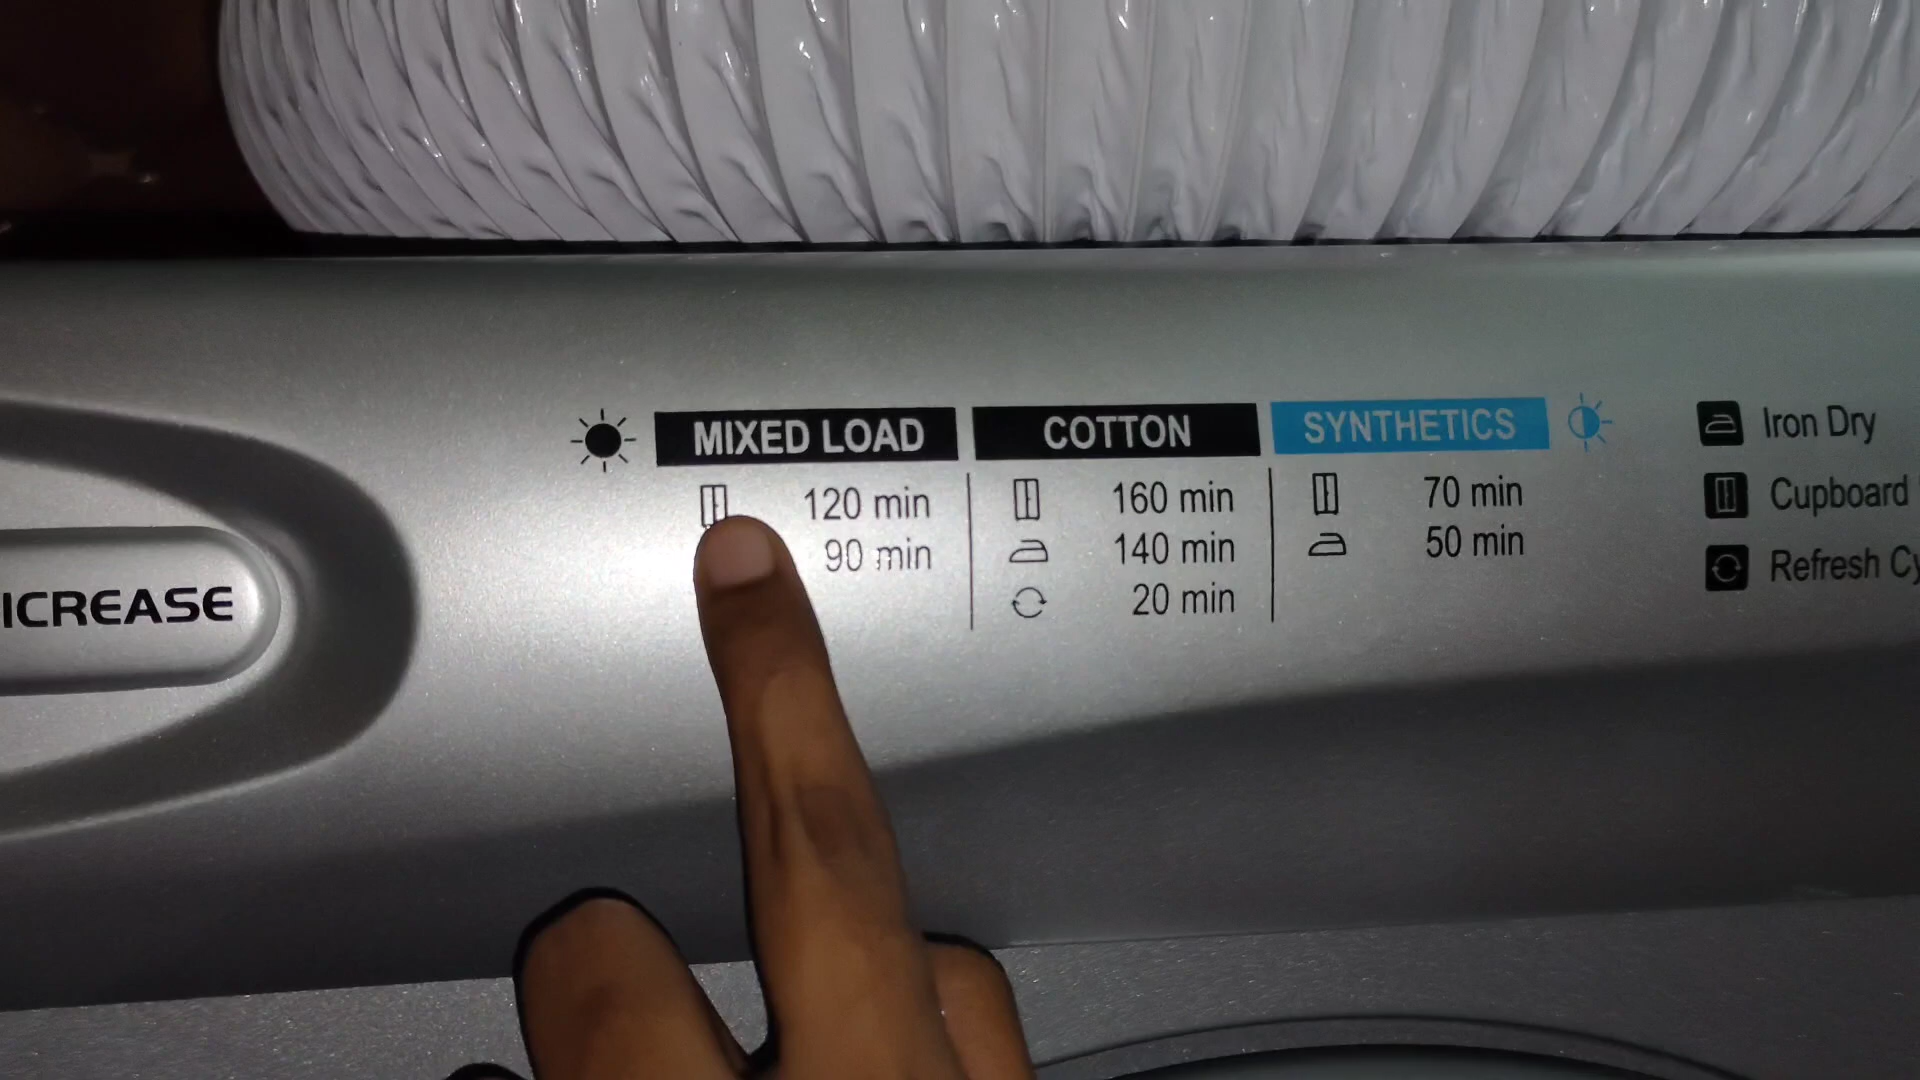 MIXED LOAD
120 min
90 min
COTTON
160 min
140 min
20 min
SYNTHETICS
70 min
50 min
Iron Dry
Cupboard
Refresh